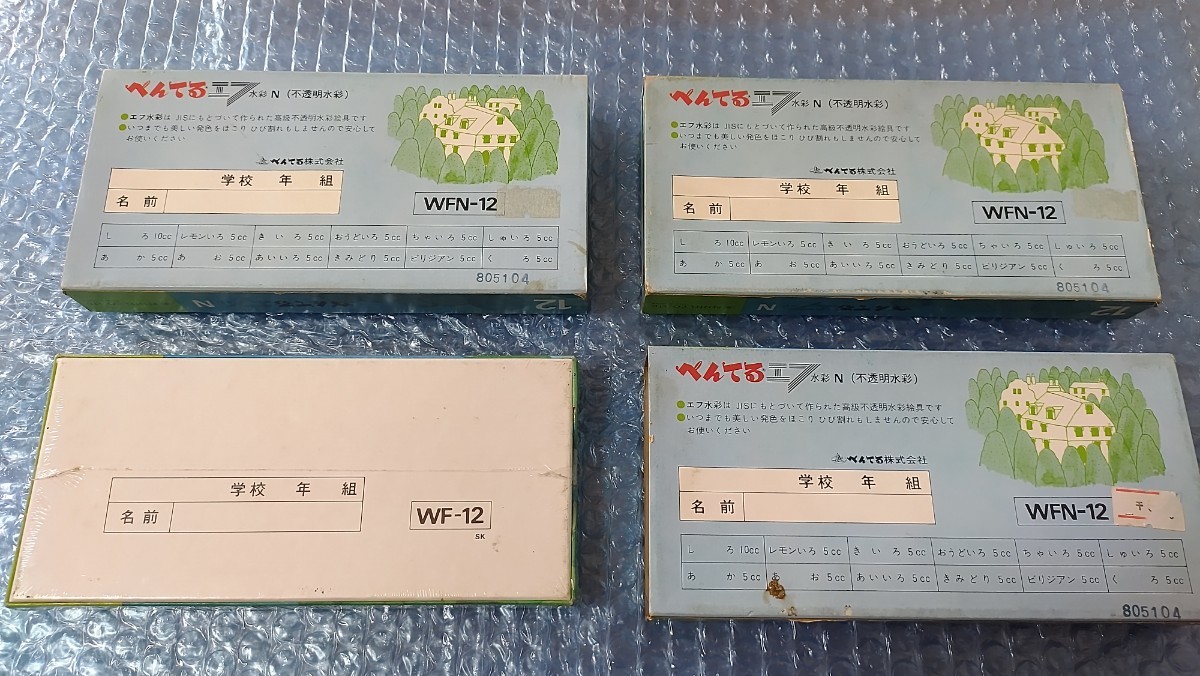 ぺんてるエフ水彩 N (不透明水彩)
●エフ水彩は JISにもとづいて作られた高級不透明水彩絵具です
●いつまでも美しい発色をほこり ひび割れもしませんので安心して
お使いください
ぺんてる株式会社
学校 年 組
名前
WFN-12
しろ10cc レモンいろ 5cc きいろ 5cc おうどいろ 5cc ちゃいろ 5cc しゅいろ 5cc
あか 5cc あお 5cc あいいろ 5cc きみどり 5cc ビリジアン 5cc くろ 5cc
805104
12
N
ぺんてるエフ水彩 N (不透明水彩)
●エフ水彩は JISにもとづいて作られた高級不透明水彩絵具です
●いつまでも美しい発色をほこり ひび割れもしませんので安心して
お使いください
ぺんてる株式会社
学校 年 組
名前
WFN-12
しろ10cc レモンいろ 5cc きいろ 5cc おうどいろ 5cc ちゃいろ 5cc しゅいろ 5cc
あか 5cc あお 5cc あいいろ 5cc きみどり 5cc ビリジアン 5cc くろ 5cc
805104
12
N
学校 年 組
名前
WF-12
SK
ぺんてるエフ水彩 N (不透明水彩)
●エフ水彩は JISにもとづいて作られた高級不透明水彩絵具です
●いつまでも美しい発色をほこり ひび割れもしませんので安心して
お使いください
ぺんてる株式会社
学校 年 組
名前
WFN-12
しろ10cc レモンいろ 5cc きいろ 5cc おうどいろ 5cc ちゃいろ 5cc しゅいろ 5cc
あか 5cc あお 5cc あいいろ 5cc きみどり 5cc ビリジアン 5cc くろ 5cc
805104